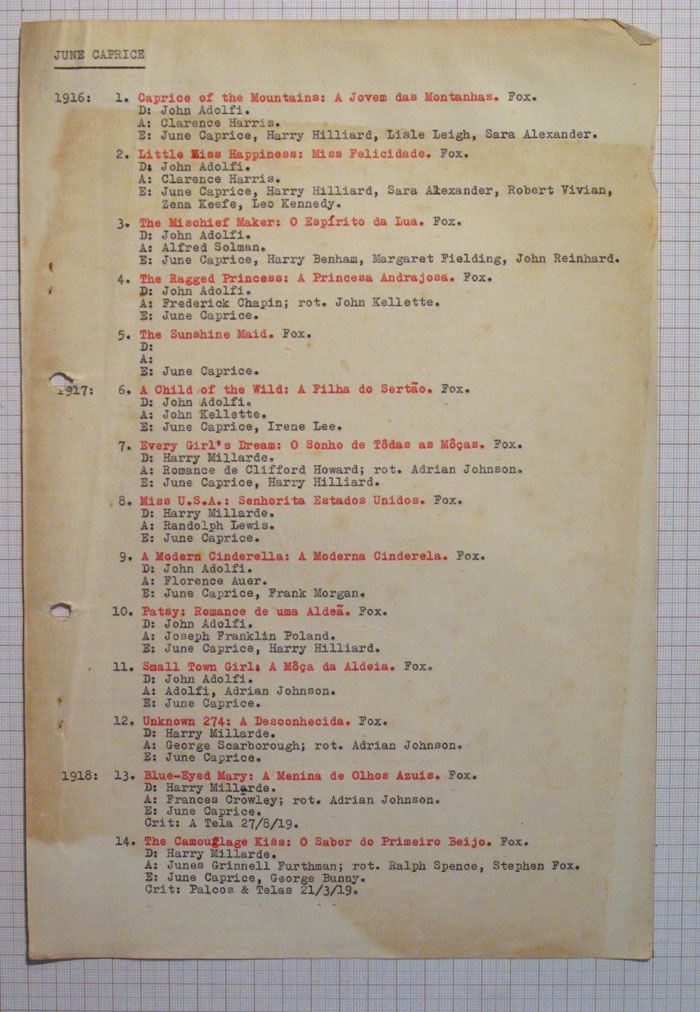 JUNE CAPRICE
1916: 1. Caprice of the Mountains: A Jovem das Montanhas. Fox.
D: John Adolfi.
A: Clarence Harris.
E: June Caprice, Harry Hilliard, Lisle Leigh, Sara Alexander.
2. Little Miss Happiness: Miss Felicidade. Fox.
D: John Adolfi.
A: Clarence Harris.
E: June Caprice, Harry Hilliard, Sara Alexander, Robert Vivian,
Zena Keefe, Leo Kennedy.
3. The Mischief Maker: O Espírito da Lua. Fox.
D: John Adolfi.
A: Alfred Solman.
E: June Caprice, Harry Benham, Margaret Fielding, John Reinhard.
4. The Ragged Princess: A Princesa Andrajosa. Fox.
D: John Adolfi.
A: Frederick Chapin; rot. John Kellette.
E: June Caprice.
5. The Sunshine Maid. Fox.
D:
A:
E: June Caprice.
1917: 6. A Child of the Wild: A Filha do Sertão. Fox.
D: John Adolfi.
A: John Kellette.
E: June Caprice, Irene Lee.
7. Every Girl's Dream: O Sonho de Tôdas as Môças. Fox.
D: Harry Millarde.
A: Romance de Clifford Howard; rot. Adrian Johnson.
E: June Caprice, Harry Hilliard.
8. Miss U.S.A.: Senhorita Estados Unidos. Fox.
D: Harry Millarde.
A: Randolph Lewis.
E: June Caprice.
9. A Modern Cinderella: A Moderna Cinderela. Fox.
D: John Adolfi.
A: Florence Auer.
E: June Caprice, Frank Morgan.
10. Patsy: Romance de uma Aldeã. Fox.
D: John Adolfi.
A: Joseph Franklin Poland.
E: June Caprice, Harry Hilliard.
11. Small Town Girl: A Môça da Aldeia. Fox.
D: John Adolfi.
A: Adolfi, Adrian Johnson.
E: June Caprice.
12. Unknown 274: A Desconhecida. Fox.
D: Harry Millarde.
A: George Scarborough; rot. Adrian Johnson.
E: June Caprice.
1918: 13. Blue-Eyed Mary: A Menina de Olhos Azuis. Fox.
D: Harry Millarde.
A: Frances Crowley; rot. Adrian Johnson.
E: June Caprice.
Crit: A Tela 27/8/19.
14. The Camouflage Kiss: O Sabor do Primeiro Beijo. Fox.
D: Harry Millarde.
A: Junes Grinnell Furthman; rot. Ralph Spence, Stephen Fox.
E: June Caprice, George Bunny.
Crit: Palcos & Telas 21/3/19.